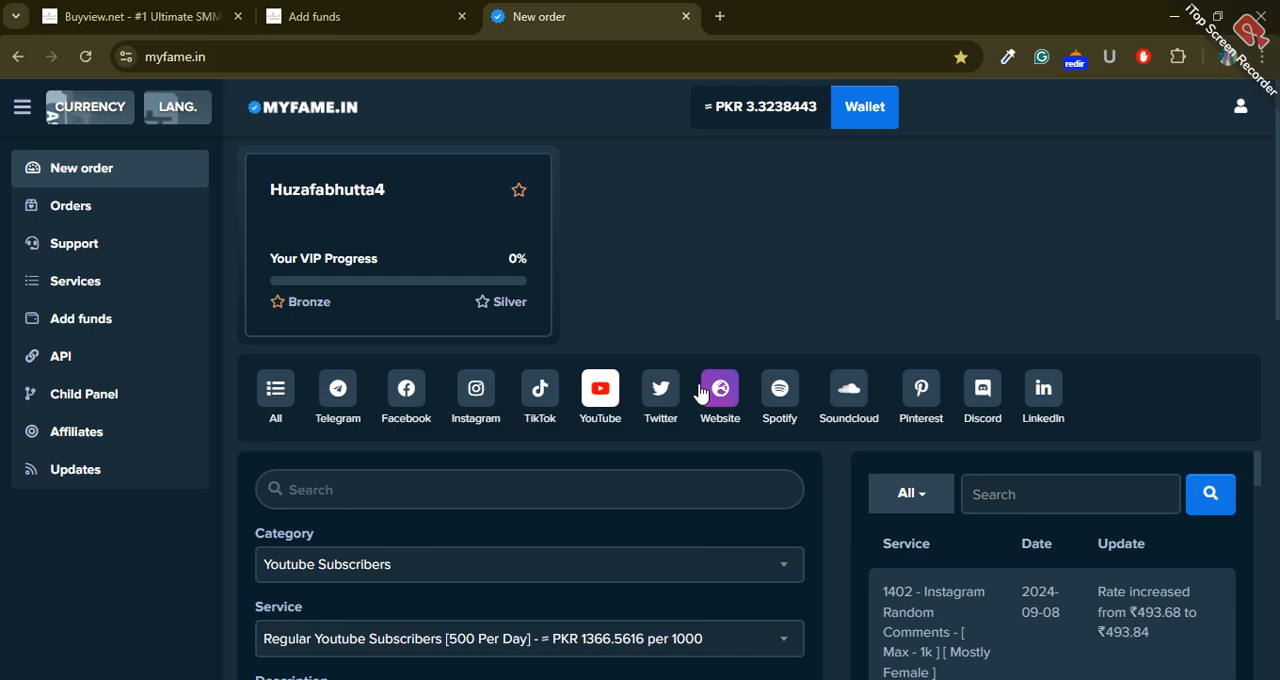 Buyview.net - #1 Ultimate SMM
Add funds
New order
myfame.in
redir
iTop Screen Recorder
CURRENCY
LANG.
MYFAME.IN
≈ PKR 3.3238443
Wallet
New order
Orders
Support
Services
Add funds
API
Child Panel
Affiliates
Updates
Huzafabhutta4
Your VIP Progress
0%
Bronze
Silver
All
Telegram
Facebook
Instagram
TikTok
YouTube
Twitter
Website
Spotify
Soundcloud
Pinterest
Discord
LinkedIn
Search
Category
Youtube Subscribers
Service
Regular Youtube Subscribers [500 Per Day] - ≈ PKR 1366.5616 per 1000
Description
All
Search
Service
Date
Update
1402 - Instagram
Random
Comments - [
Max - 1k ] [ Mostly
Female ]
2024-
09-08
Rate increased
from ₹493.68 to
₹493.84